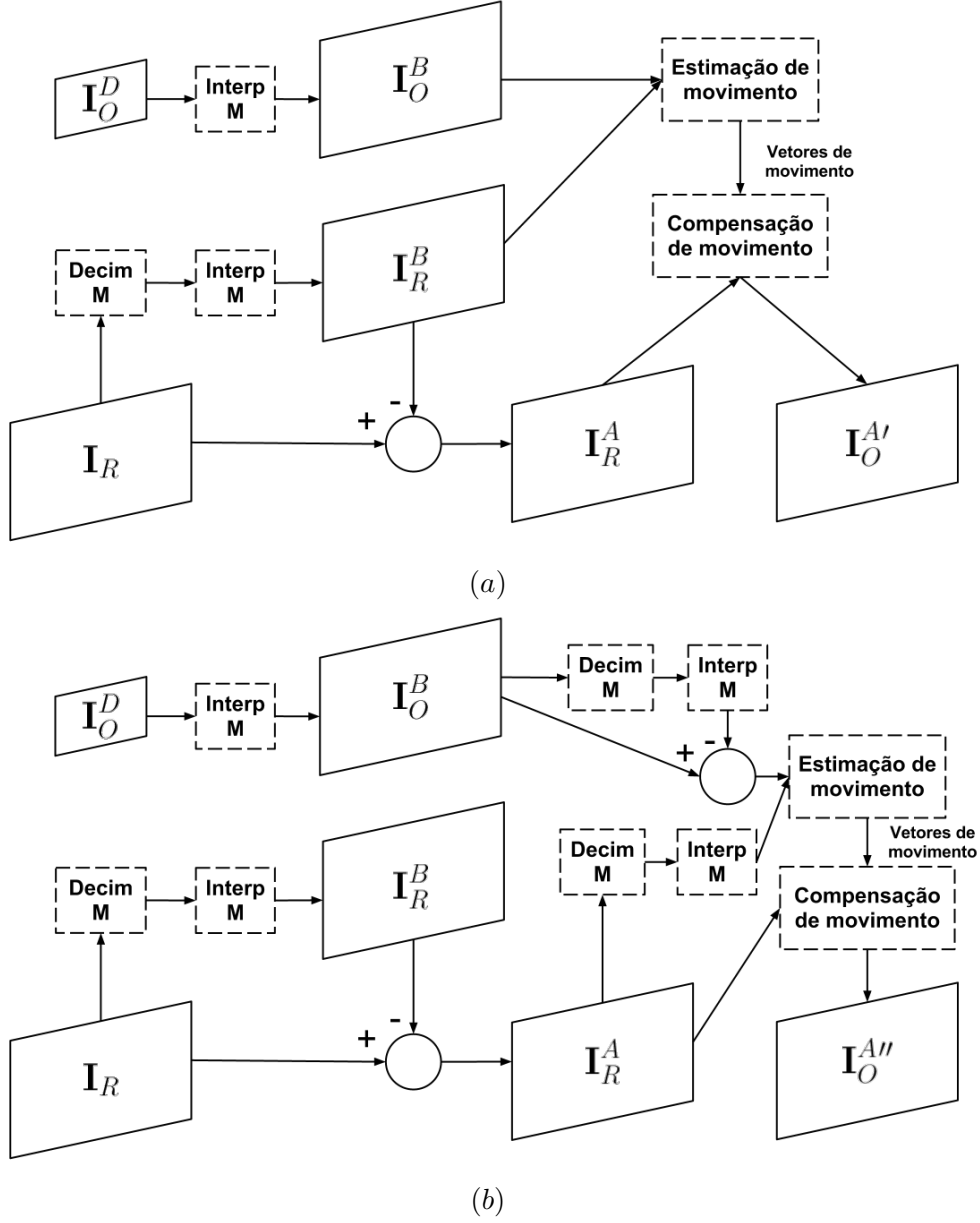 I_O^D
Interp
M
I_O^B
Estimação de
movimento
Vetores de
movimento
Compensação
de movimento
Decim
M
Interp
M
I_R^B
I_R
+
-
I_R^A
I_O^{A′}
(a)
I_O^D
Interp
M
I_O^B
Decim
M
Interp
M
+
-
Estimação de
movimento
Vetores de
movimento
Compensação
de movimento
Decim
M
Interp
M
I_R^B
Decim
M
Interp
M
I_R
+
-
I_R^A
I_O^{A″}
(b)